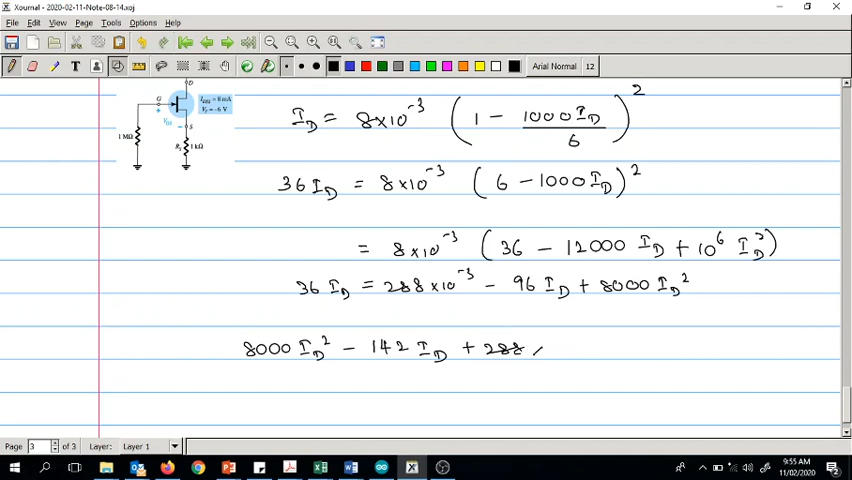 Xournal - 2020-02-11-Note-08-14.xoj
File Edit View Page Tools Options Help
Arial Normal 12
D
G
I_DSS = 8 mA
V_P = -6 V
V_GS
S
1 MΩ
R_S 1 kΩ
I_D = 8×10^-3 (1 - 1000 I_D / 6)^2
36 I_D = 8×10^-3 (6 - 1000 I_D)^2
= 8×10^-3 (36 - 12000 I_D + 10^6 I_D^2)
36 I_D = 288×10^-3 - 96 I_D + 8000 I_D^2
8000 I_D^2 - 142 I_D + 288
Page 3 of 3 Layer: Layer 1
9:55 AM
11/02/2020